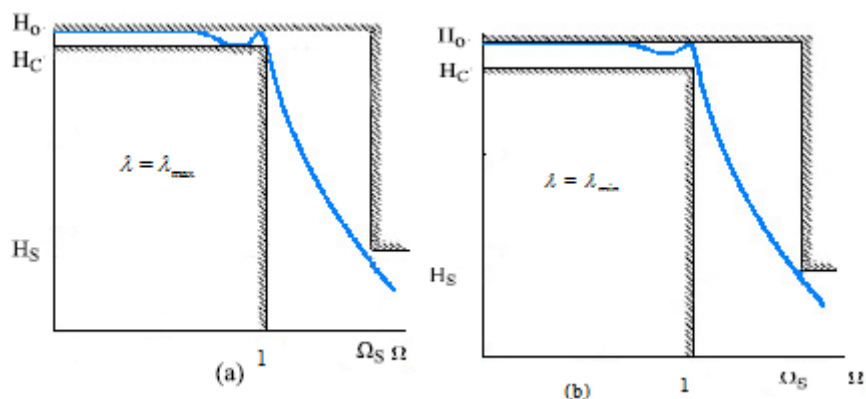 H₀
H_C
λ = λ_max
H_S
1
Ω_S Ω
(a)
H₀
H_C
λ = λ_min
H_S
1
Ω_S Ω
(b)